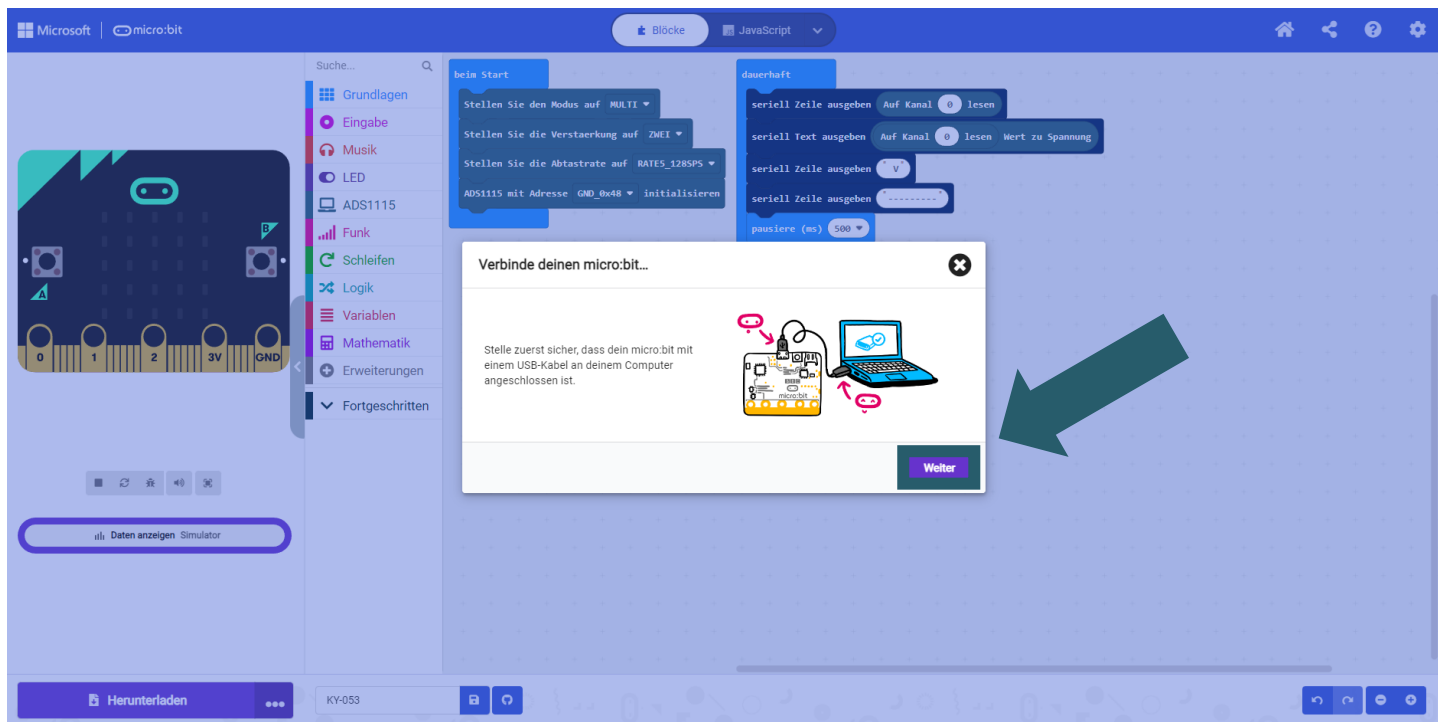 Microsoft micro:bit Blöcke JavaScript
Suche...
Grundlagen
Eingabe
Musik
LED
ADS1115
Funk
Schleifen
Logik
Variablen
Mathematik
Erweiterungen
Fortgeschritten
beim Start
Stellen Sie den Modus auf MULTI
Stellen Sie die Verstaerkung auf ZWEI
Stellen Sie die Abtastrate auf RATE5_128SPS
ADS1115 mit Adresse GND_0x48 initialisieren
dauerhaft
seriell Zeile ausgeben Auf Kanal 0 lesen
seriell Text ausgeben Auf Kanal 0 lesen Wert zu Spannung
seriell Zeile ausgeben " V"
seriell Zeile ausgeben "---------"
pausiere (ms) 500
A
B
0 1 2 3V GND
Daten anzeigen Simulator
Verbinde deinen micro:bit...
Stelle zuerst sicher, dass dein micro:bit mit
einem USB-Kabel an deinem Computer
angeschlossen ist.
micro:bit
Weiter
Herunterladen ... KY-053